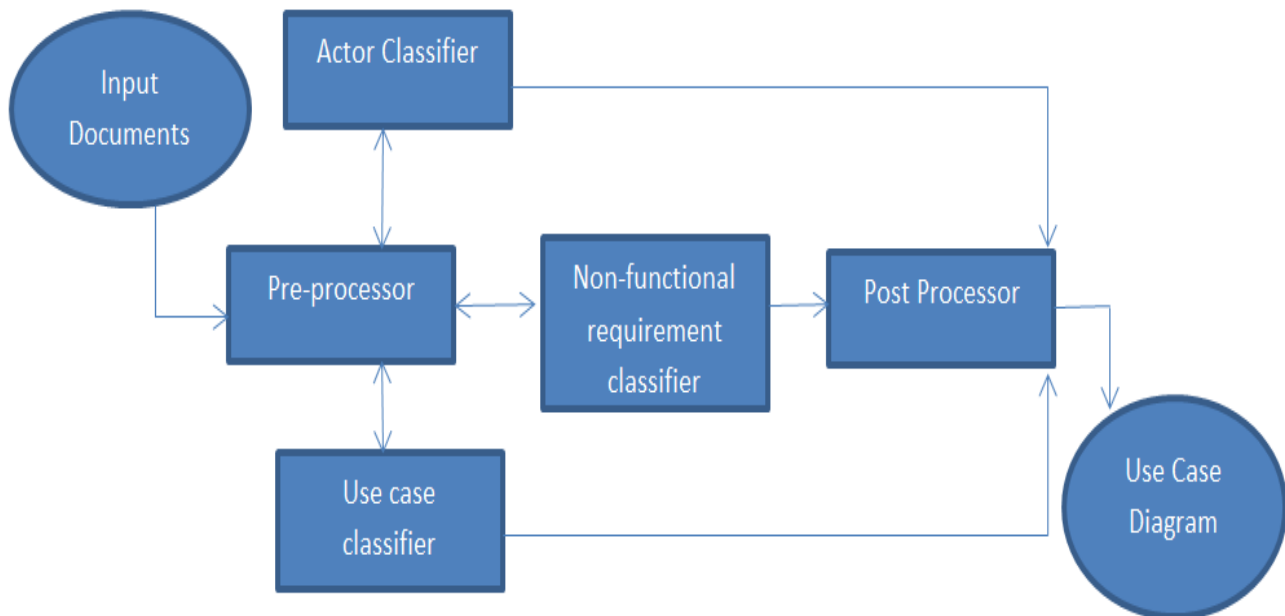 Input
Documents
Actor Classifier
Pre-processor
Non-functional
requirement
classifier
Post Processor
Use case
classifier
Use Case
Diagram